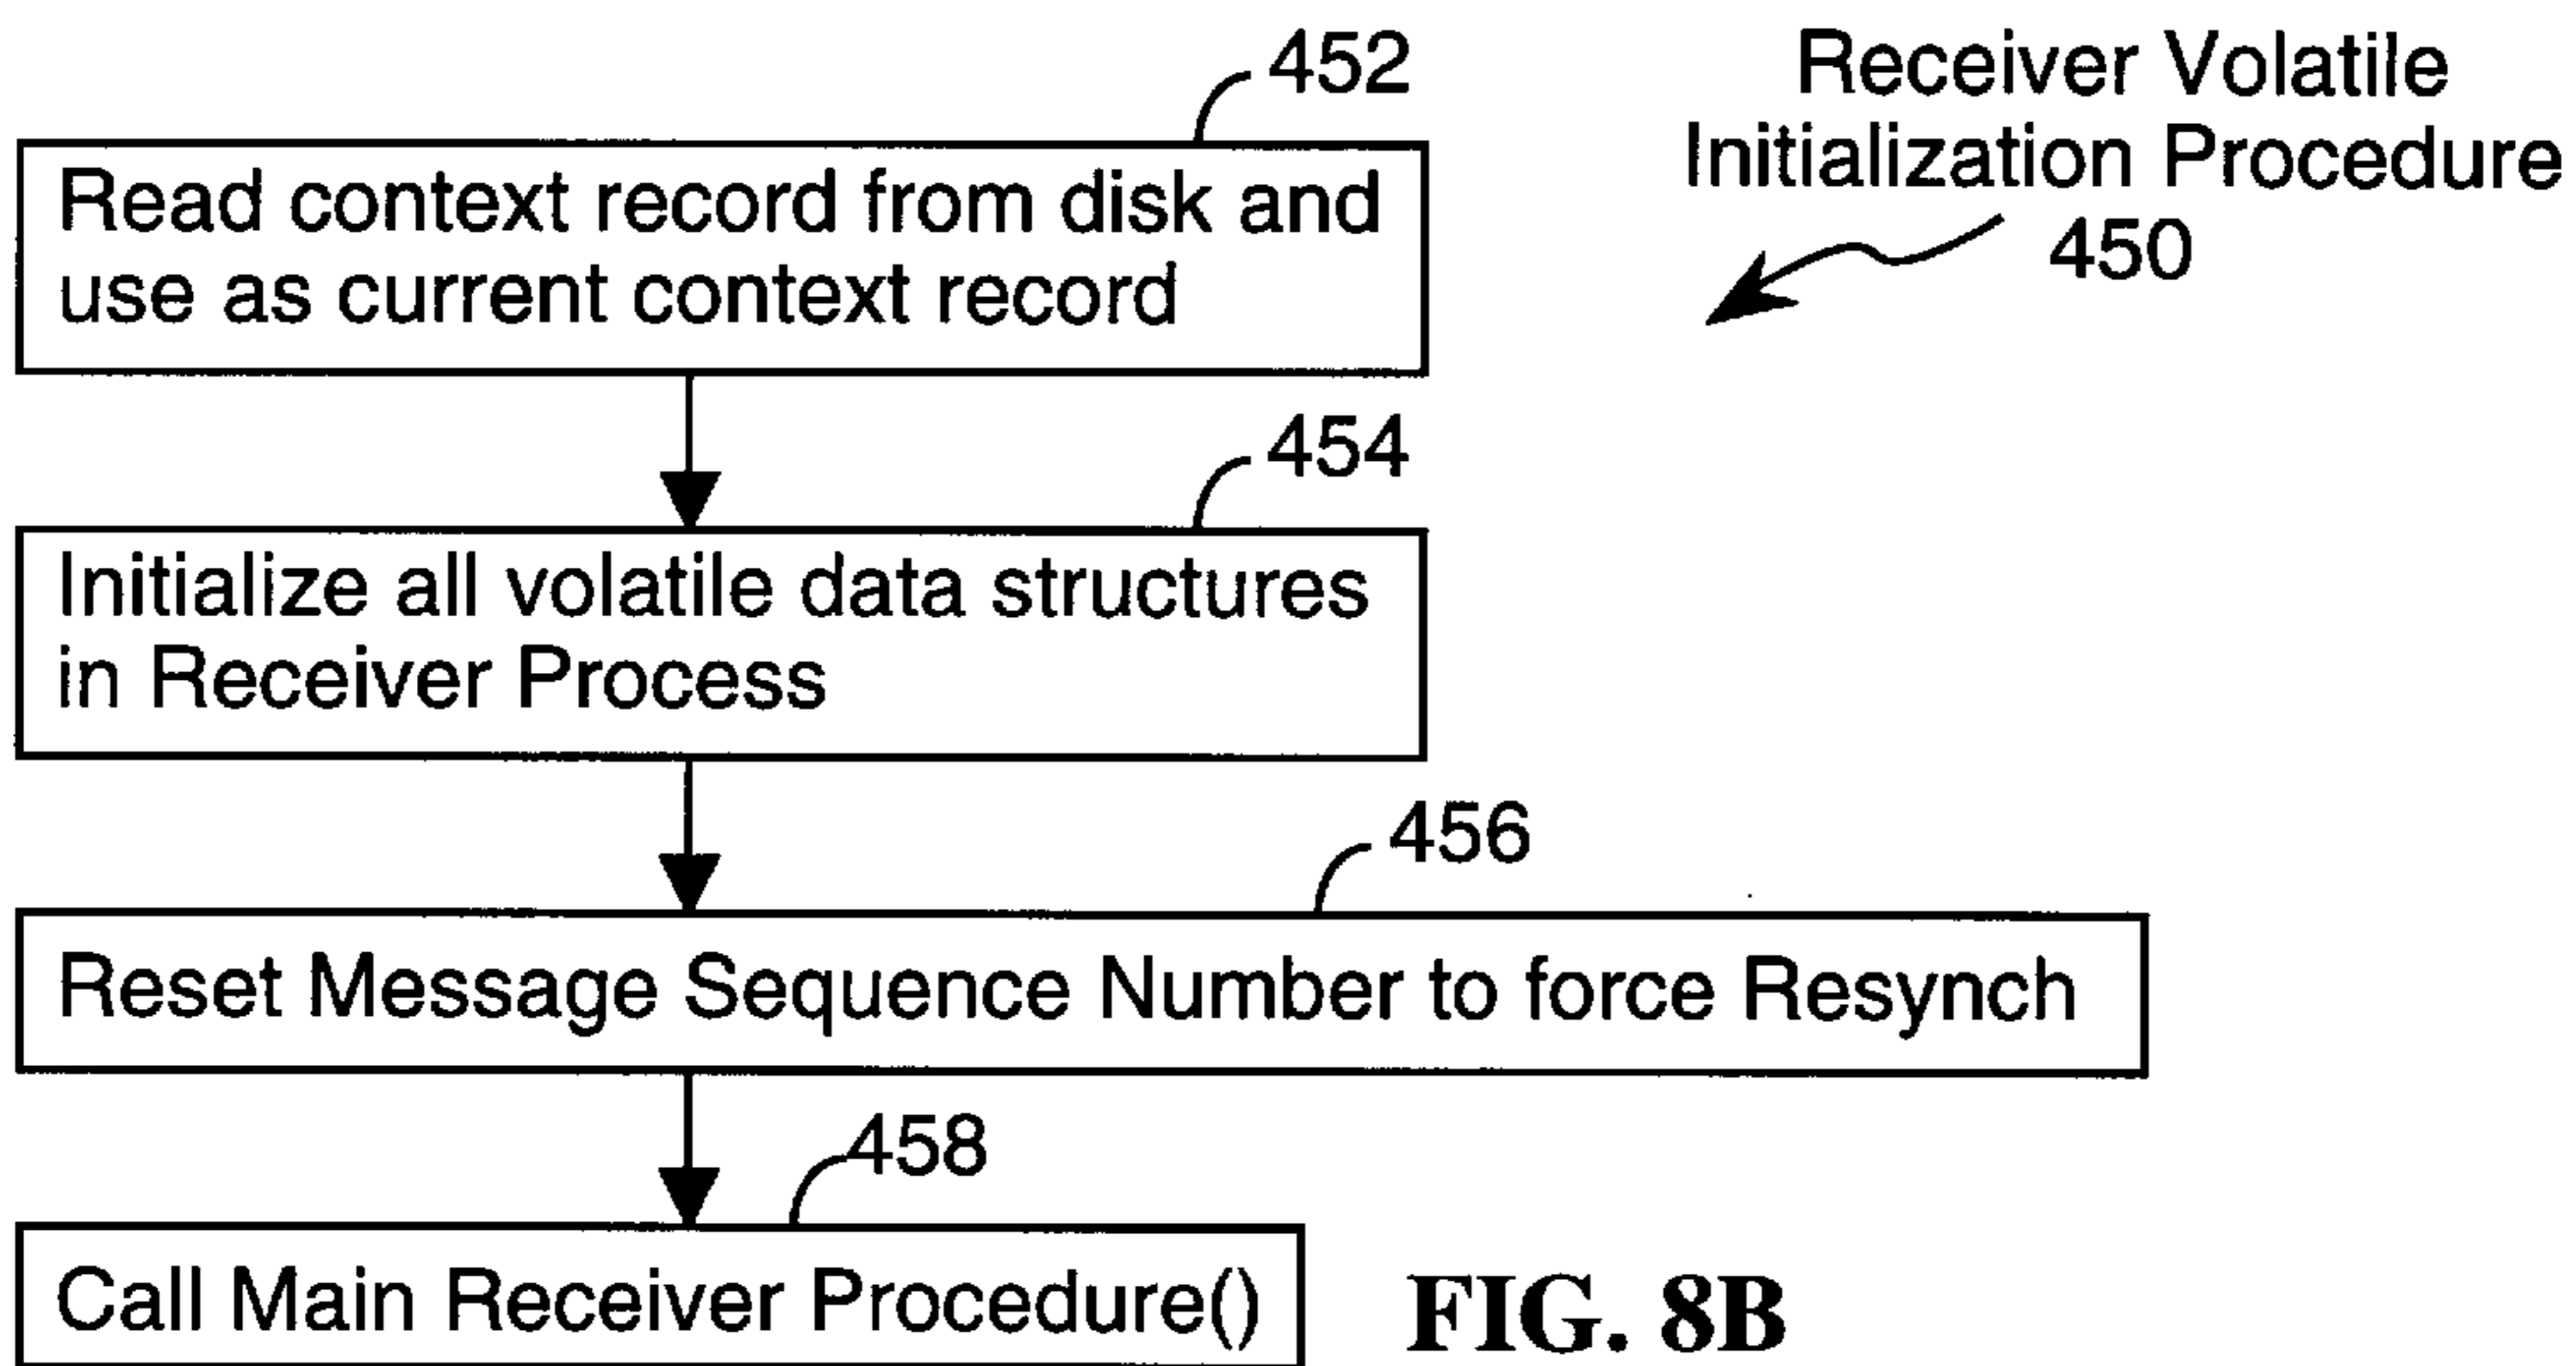 Receiver Volatile
Initialization Procedure
450
452
Read context record from disk and
use as current context record
454
Initialize all volatile data structures
in Receiver Process
456
Reset Message Sequence Number to force Resynch
458
Call Main Receiver Procedure()
FIG. 8B